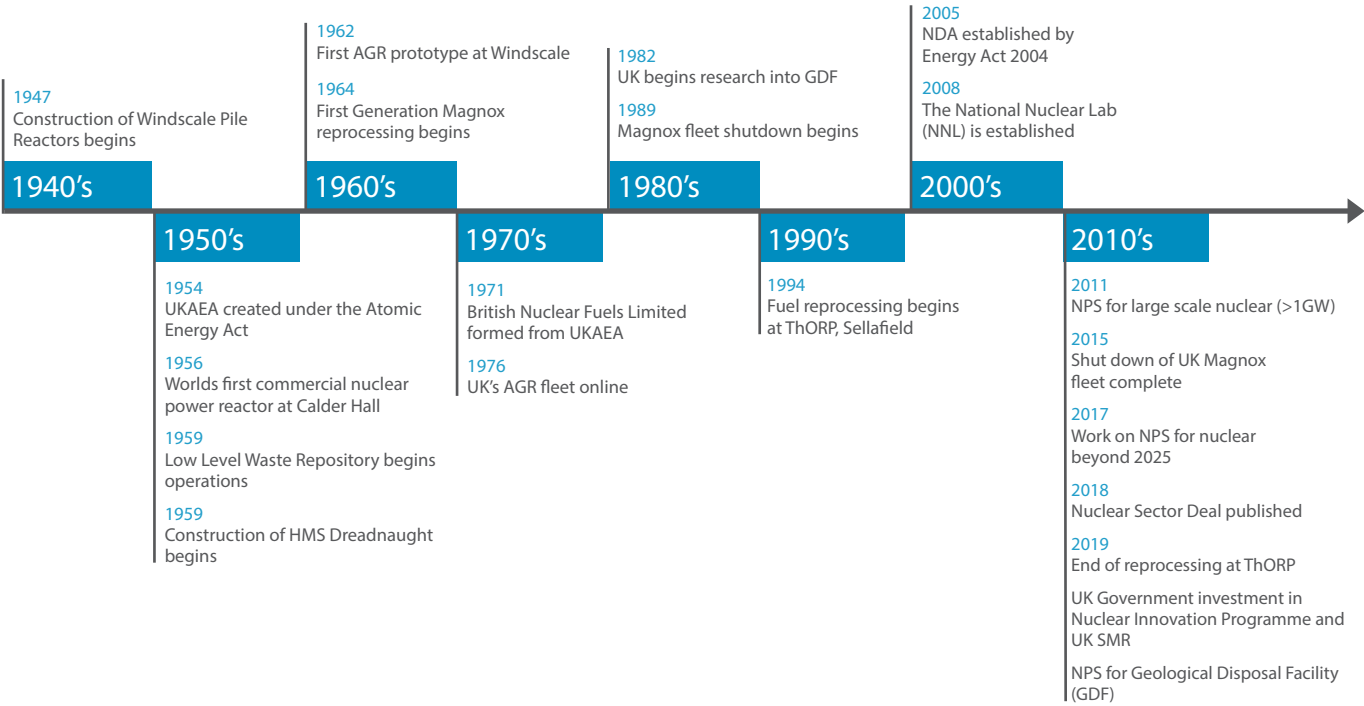 1947
Construction of Windscale Pile
Reactors begins
1940's
1954
UKAEA created under the Atomic
Energy Act
1956
Worlds first commercial nuclear
power reactor at Calder Hall
1959
Low Level Waste Repository begins
operations
1959
Construction of HMS Dreadnaught
begins
1950's
1962
First AGR prototype at Windscale
1964
First Generation Magnox
reprocessing begins
1960's
1970's
1971
British Nuclear Fuels Limited
formed from UKAEA
1976
UK's AGR fleet online
1982
UK begins research into GDF
1989
Magnox fleet shutdown begins
1980's
1990's
1994
Fuel reprocessing begins
at ThORP, Sellafield
2005
NDA established by
Energy Act 2004
2008
The National Nuclear Lab
(NNL) is established
2000's
2010's
2011
NPS for large scale nuclear (>1GW)
2015
Shut down of UK Magnox
fleet complete
2017
Work on NPS for nuclear
beyond 2025
2018
Nuclear Sector Deal published
2019
End of reprocessing at ThORP
UK Government investment in
Nuclear Innovation Programme and
UK SMR
NPS for Geological Disposal Facility
(GDF)